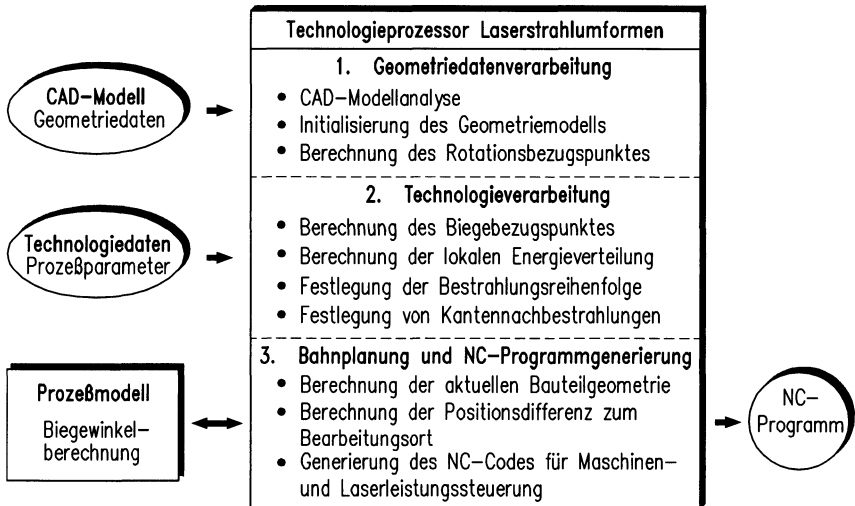 Technologieprozessor Laserstrahlumformen
CAD-Modell
Geometriedaten
1. Geometriedatenverarbeitung
• CAD-Modellanalyse
• Initialisierung des Geometriemodells
• Berechnung des Rotationsbezugspunktes
Technologiedaten
Prozeßparameter
2. Technologieverarbeitung
• Berechnung des Biegebezugspunktes
• Berechnung der lokalen Energieverteilung
• Festlegung der Bestrahlungsreihenfolge
• Festlegung von Kantennachbestrahlungen
Prozeßmodell
Biegewinkel-
berechnung
3. Bahnplanung und NC-Programmgenerierung
• Berechnung der aktuellen Bauteilgeometrie
• Berechnung der Positionsdifferenz zum
Bearbeitungsort
• Generierung des NC-Codes für Maschinen-
und Laserleistungssteuerung
NC-
Programm